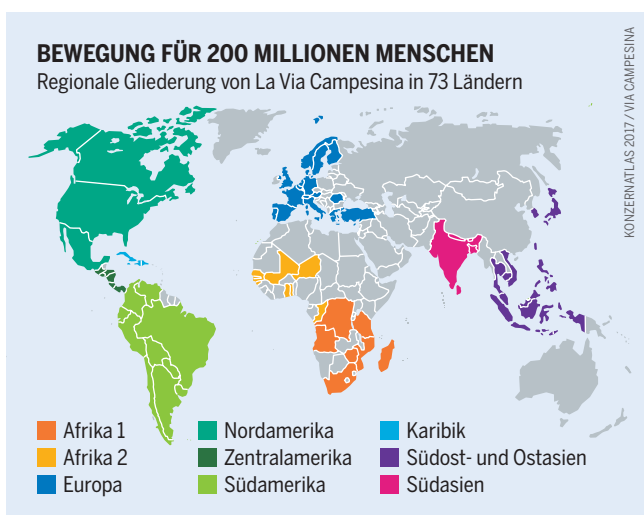 BEWEGUNG FÜR 200 MILLIONEN MENSCHEN
Regionale Gliederung von La Via Campesina in 73 Ländern
KONZERNATLAS 2017 / VIA CAMPESINA
Afrika 1
Afrika 2
Europa
Nordamerika
Zentralamerika
Südamerika
Karibik
Südost- und Ostasien
Südasien